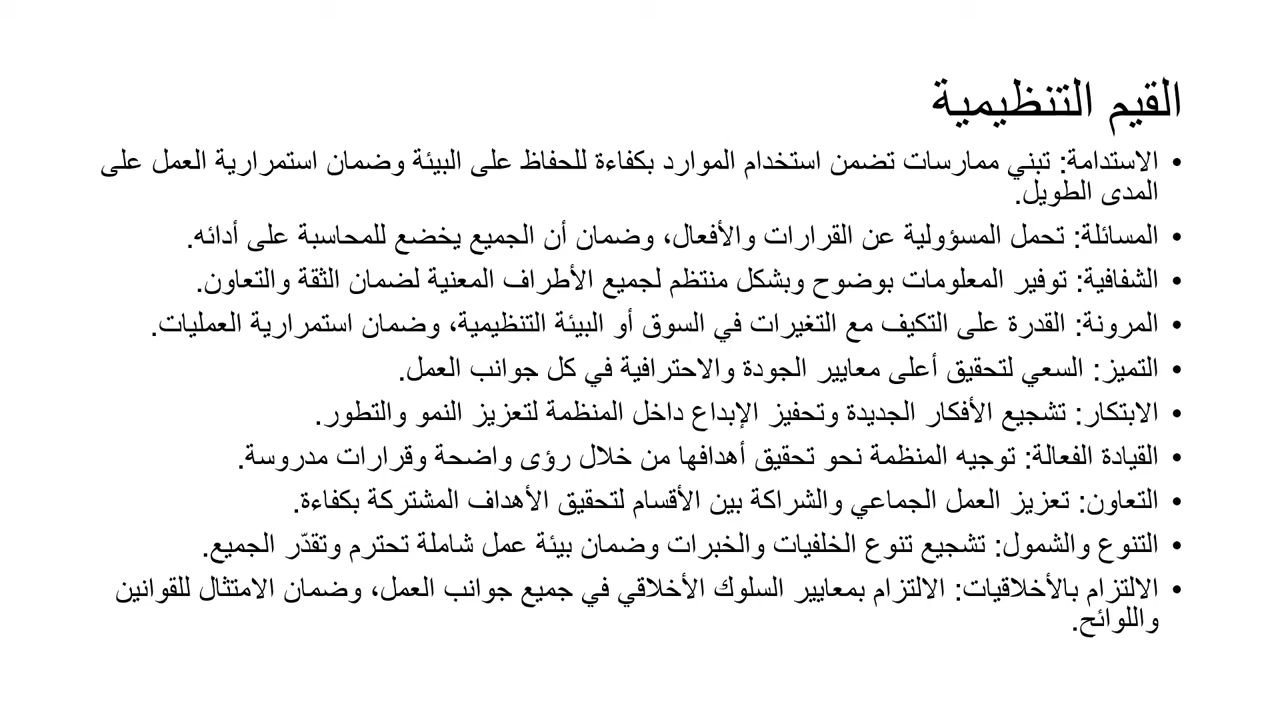 القيم التنظيمية
• الاستدامة: تبني ممارسات تضمن استخدام الموارد بكفاءة للحفاظ على البيئة وضمان استمرارية العمل على
المدى الطويل.
• المسائلة: تحمل المسؤولية عن القرارات والأفعال، وضمان أن الجميع يخضع للمحاسبة على أدائه.
• الشفافية: توفير المعلومات بوضوح وبشكل منتظم لجميع الأطراف المعنية لضمان الثقة والتعاون.
• المرونة: القدرة على التكيف مع التغيرات في السوق أو البيئة التنظيمية، وضمان استمرارية العمليات.
• التميز: السعي لتحقيق أعلى معايير الجودة والاحترافية في كل جوانب العمل.
• الابتكار: تشجيع الأفكار الجديدة وتحفيز الإبداع داخل المنظمة لتعزيز النمو والتطور.
• القيادة الفعالة: توجيه المنظمة نحو تحقيق أهدافها من خلال رؤى واضحة وقرارات مدروسة.
• التعاون: تعزيز العمل الجماعي والشراكة بين الأقسام لتحقيق الأهداف المشتركة بكفاءة.
• التنوع والشمول: تشجيع تنوع الخلفيات والخبرات وضمان بيئة عمل شاملة تحترم وتقدّر الجميع.
• الالتزام بالأخلاقيات: الالتزام بمعايير السلوك الأخلاقي في جميع جوانب العمل، وضمان الامتثال للقوانين
واللوائح.